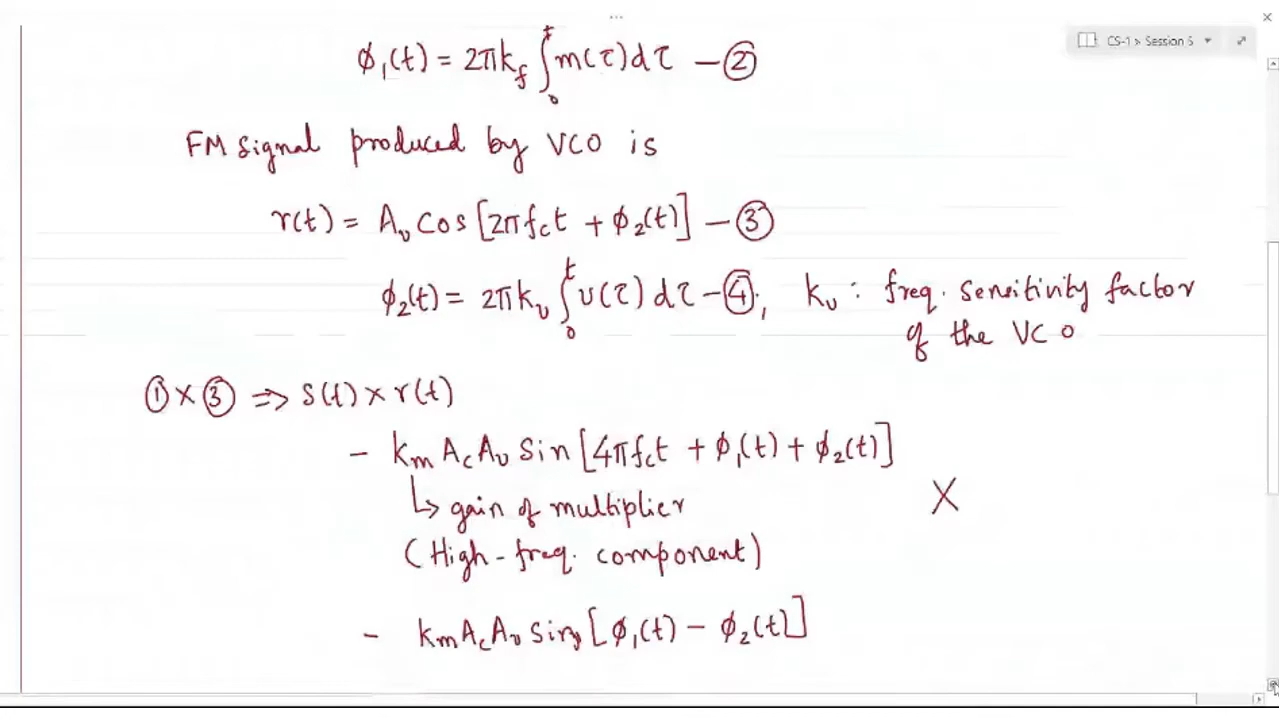 CS-1 > Session 5
ϕ₁(t) = 2πk_f ∫₀ᵗ m(τ)dτ — ②
FM signal produced by VCO is
r(t) = A_v Cos[2πf_ct + ϕ₂(t)] — ③
ϕ₂(t) = 2πk_v ∫₀ᵗ v(τ)dτ — ④, k_v : freq. sensitivity factor
of the VCO
① × ③ ⇒ s(t) × r(t)
– k_m A_c A_v Sin[4πf_ct + ϕ₁(t) + ϕ₂(t)]
↳ gain of multiplier X
(High-freq. component)
– k_m A_c A_v Sin[ϕ₁(t) – ϕ₂(t)]